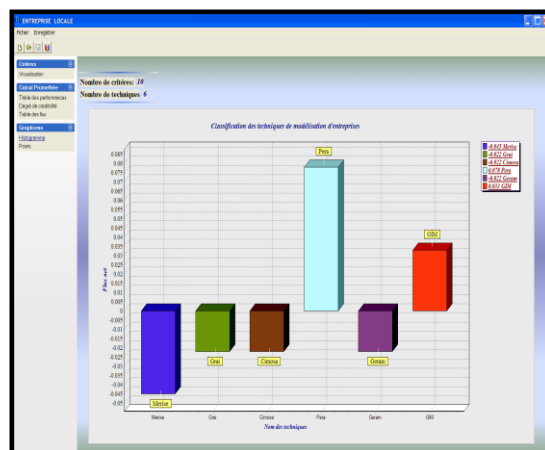 ENTREPRISE LOCALE
Fichier Enregistrer
Critères
Visualisation
Calcul Prométhée
Table des performances
Degré de crédibilité
Table des flux
Graphisme
Histogramme
Points
Nombre de critères: 10
Nombre de techniques 6
Classification des techniques de modélisation d'entreprises
-0.045 Merise
-0.022 Grai
-0.022 Cimosa
0.078 Pera
-0.022 Geram
0.033 GIM
Flux net
0.085
0.08
0.075
0.07
0.065
0.06
0.055
0.05
0.045
0.04
0.035
0.03
0.025
0.02
0.015
0.01
0.005
0
-0.005
-0.01
-0.015
-0.02
-0.025
-0.03
-0.035
-0.04
-0.045
-0.05
Pera
GIM
Grai
Cimosa
Geram
Merise
Merise Grai Cimosa Pera Geram GIM
Nom des techniques